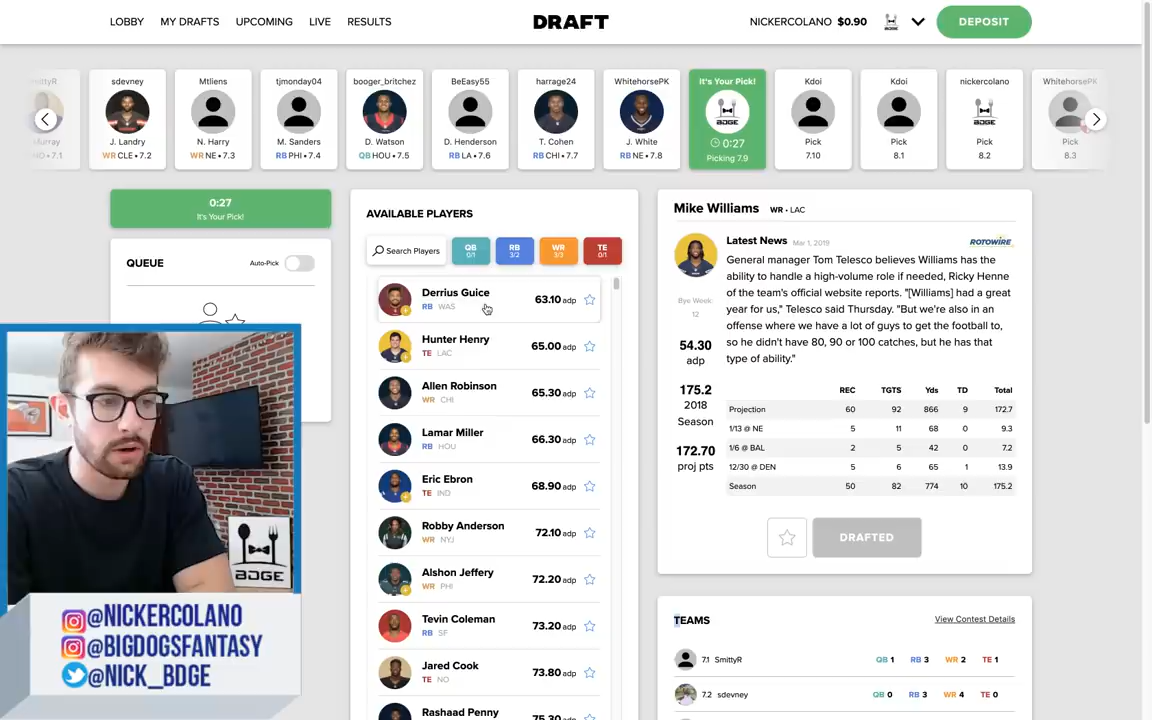 LOBBY MY DRAFTS UPCOMING LIVE RESULTS DRAFT NICKERCOLANO $0.90 DEPOSIT
sdevney Mtliens tjmonday04 booger_britchez BeEasy55 harrage24 WhitehorsePK It's Your Pick! Kdoi Kdoi nickercolano WhitehorsePK
BDGE BDGE
0:27
J. Landry N. Harry M. Sanders D. Watson D. Henderson T. Cohen J. White Pick Pick Pick Pick
WR CLE • 7.2 WR NE • 7.3 RB PHI • 7.4 QB HOU • 7.5 RB LA • 7.6 RB CHI • 7.7 RB NE • 7.8 Picking 7.9 7.10 8.1 8.2 8.3
0:27
It's Your Pick!
QUEUE Auto-Pick
AVAILABLE PLAYERS
Search Players
QB 0/1
RB 3/2
WR 3/3
TE 0/1
Derrius Guice
RB WAS
63.10 adp
Hunter Henry
TE LAC
65.00 adp
Allen Robinson
WR CHI
65.30 adp
Lamar Miller
RB HOU
66.30 adp
Eric Ebron
TE IND
68.90 adp
Robby Anderson
WR NYJ
72.10 adp
Alshon Jeffery
WR PHI
72.20 adp
Tevin Coleman
RB SF
73.20 adp
Jared Cook
TE NO
73.80 adp
Rashaad Penny
75.30 adp
Mike Williams WR • LAC
Latest News Mar 1, 2019 ROTOWIRE
General manager Tom Telesco believes Williams has the
ability to handle a high-volume role if needed, Ricky Henne
of the team's official website reports. "[Williams] had a great
year for us," Telesco said Thursday. "But we're also in an
offense where we have a lot of guys to get the football to,
so he didn't have 80, 90 or 100 catches, but he has that
type of ability."
Bye Week:
12
54.30
adp
175.2
2018
Season
172.70
proj pts
REC TGTS Yds TD Total
Projection 60 92 866 9 172.7
1/13 @ NE 5 11 68 0 9.3
1/6 @ BAL 2 5 42 0 7.2
12/30 @ DEN 5 6 65 1 13.9
Season 50 82 774 10 175.2
DRAFTED
TEAMS View Contest Details
7.1 SmittyR QB 1 RB 3 WR 2 TE 1
7.2 sdevney QB 0 RB 3 WR 4 TE 0
BDGE
@NICKERCOLANO
@BIGDOGSFANTASY
@NICK_BDGE